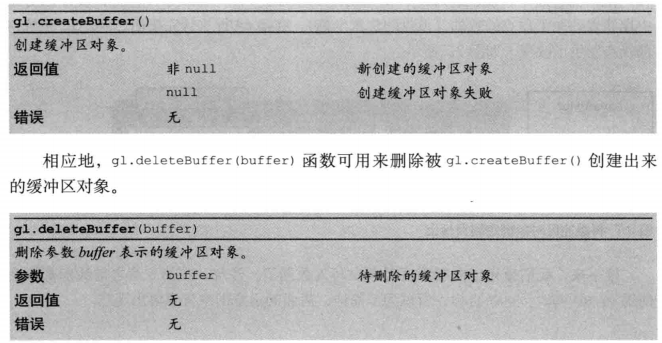 gl.createBuffer()
创建缓冲区对象。
返回值 非 null 新创建的缓冲区对象
null 创建缓冲区对象失败
错误 无
相应地，gl.deleteBuffer(buffer) 函数可用来删除被 gl.createBuffer() 创建出来
的缓冲区对象。
gl.deleteBuffer(buffer)
删除参数 buffer 表示的缓冲区对象。
参数 buffer 待删除的缓冲区对象
返回值 无
错误 无